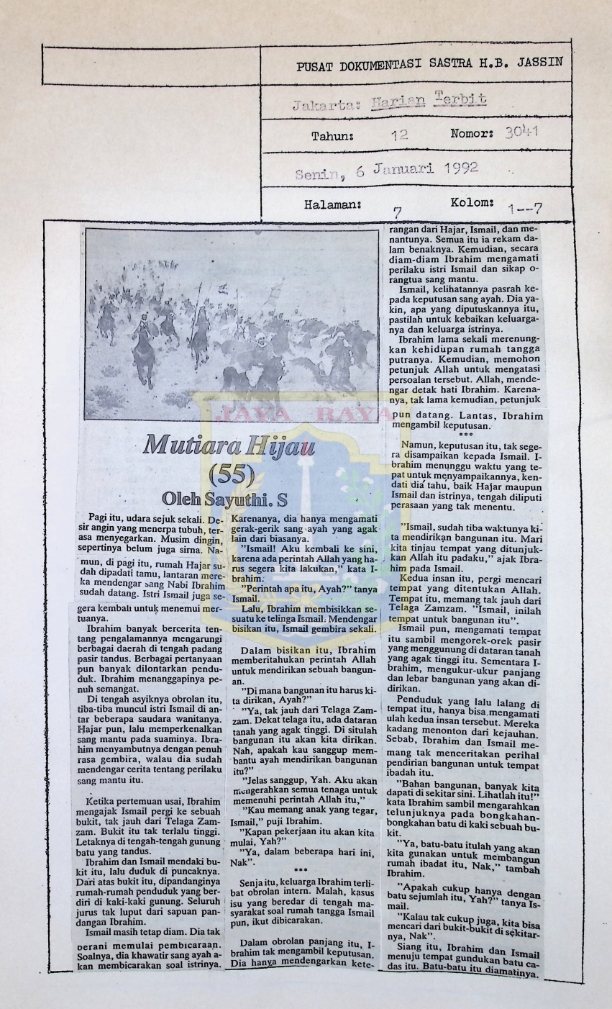 PUSAT DOKUMENTASI SASTRA H.B. JASSIN
Jakarta: Harian Terbit
Tahun: 12 Nomor: 3041
Senin, 6 Januari 1992
Halaman: 7 Kolom: 1--7
JAYA RAYA
Mutiara Hijau
(55)
Oleh Sayuthi. S
Pagi itu, udara sejuk sekali. De-
sir angin yang menerpa tubuh, ter-
asa menyegarkan. Musim dingin,
sepertinya belum juga sirna. Na-
mun, di pagi itu, rumah Hajar su-
dah dipadati tamu, lantaran mere-
ka mendengar sang Nabi Ibrahim
sudah datang. Istri Ismail juga se-
gera kembali untuk menemui mer-
tuanya.
Ibrahim banyak bercerita ten-
tang pengalamannya mengarungi
berbagai daerah di tengah padang
pasir tandus. Berbagai pertanyaan
pun banyak dilontarkan pendu-
duk. Ibrahim menanggapinya pe-
nuh semangat.
Di tengah asyiknya obrolan itu,
tiba-tiba muncul istri Ismail di an-
tar beberapa saudara wanitanya.
Hajar pun, lalu memperkenalkan
sang mantu pada suaminya. Ibra-
him menyambutnya dengan penuh
rasa gembira, walau dia sudah
mendengar cerita tentang perilaku
sang mantu itu.
Ketika pertemuan usai, Ibrahim
mengajak Ismail pergi ke sebuah
bukit, tak jauh dari Telaga Zam-
zam. Bukit itu tak terlalu tinggi.
Letaknya di tengah-tengah gunung
batu yang tandus.
Ibrahim dan Ismail mendaki bu-
kit itu, lalu duduk di puncaknya.
Dari atas bukit itu, dipandanginya
rumah-rumah penduduk yang ber-
diri di kaki-kaki gunung. Seluruh
jurus tak luput dari sapuan pan-
dangan Ibrahim.
Ismail masih tetap diam. Dia tak
berani memulai pembicaraan.
Soalnya, dia khawatir sang ayah a-
kan membicarakan soal istrinya.
Karenanya, dia hanya mengamati
gerak-gerik sang ayah yang agak
lain dari biasanya.
"Ismail! Aku kembali ke sini,
karena ada perintah Allah yang ha-
rus segera kita lakukan," kata I-
brahim.
"Perintah apa itu, Ayah?" tanya
Ismail.
Lalu, Ibrahim membisikkan se-
suatu ke telinga Ismail. Mendengar
bisikan itu, Ismail gembira sekali.
Dalam bisikan itu, Ibrahim
memberitahukan perintah Allah
untuk mendirikan sebuah bangun-
an.
"Di mana bangunan itu harus ki-
ta dirikan, Ayah?"
"Ya, tak jauh dari Telaga Zam-
zam. Dekat telaga itu, ada dataran
tanah yang agak tinggi. Di situlah
bangunan itu akan kita dirikan.
Nah, apakah kau sanggup mem-
bantu ayah mendirikan bangunan
itu?"
"Jelas sanggup, Yah. Aku akan
mengerahkan semua tenaga untuk
memenuhi perintah Allah itu,"
"Kau memang anak yang tegar,
Ismail," puji Ibrahim.
"Kapan pekerjaan itu akan kita
mulai, Yah?"
"Ya, dalam beberapa hari ini,
Nak".
***
Senja itu, keluarga Ibrahim terli-
bat obrolan intern. Malah, kasus
isu yang beredar di tengah ma-
syarakat soal rumah tangga Ismail
pun, ikut dibicarakan.
Dalam obrolan panjang itu, I-
brahim tak mengambil keputusan.
Dia hanya mendengarkan kete-
rangan dari Hajar, Ismail, dan me-
nantunya. Semua itu ia rekam da-
lam benaknya. Kemudian, secara
diam-diam Ibrahim mengamati
perilaku istri Ismail dan sikap o-
rangtua sang mantu.
Ismail, kelihatannya pasrah ke-
pada keputusan sang ayah. Dia ya-
kin, apa yang diputuskannya itu,
pastilah untuk kebaikan keluarga-
nya dan keluarga istrinya.
Ibrahim lama sekali merenung-
kan kehidupan rumah tangga
putranya. Kemudian, memohon
petunjuk Allah untuk mengatasi
persoalan tersebut. Allah, mende-
ngar detak hati Ibrahim. Karena-
nya, tak lama kemudian, petunjuk
pun datang. Lantas, Ibrahim
mengambil keputusan.
***
Namun, keputusan itu, tak sege-
ra disampaikan kepada Ismail. I-
brahim menunggu waktu yang te-
pat untuk menyampaikannya, ken-
dati dia tahu, baik Hajar maupun
Ismail dan istrinya, tengah diliputi
perasaan yang tak menentu.
"Ismail, sudah tiba waktunya ki-
ta mendirikan bangunan itu. Mari
kita tinjau tempat yang ditunjuk-
kan Allah itu padaku," ajak Ibra-
him pada Ismail.
Kedua insan itu, pergi mencari
tempat yang ditentukan Allah.
Tempat itu, memang tak jauh dari
Telaga Zamzam. "Ismail, inilah
tempat untuk bangunan itu".
Ismail pun, mengamati tempat
itu sambil mengorek-orek pasir
yang menggunung di dataran tanah
yang agak tinggi itu. Sementara I-
brahim, mengukur-ukur panjang
dan lebar bangunan yang akan di-
dirikan.
Penduduk yang lalu lalang di
tempat itu, hanya bisa mengamati
ulah kedua insan tersebut. Mereka
kadang menonton dari kejauhan.
Sebab, Ibrahim dan Ismail me-
mang tak menceritakan perihal
pendirian bangunan untuk tempat
ibadah itu.
"Bahan bangunan, banyak kita
dapati di sekitar sini. Lihatlah itu!"
kata Ibrahim sambil mengarahkan
telunjuknya pada bongkahan-
bongkahan batu di kaki sebuah bu-
kit.
"Ya, batu-batu itulah yang akan
kita gunakan untuk membangun
rumah ibadat itu, Nak," tambah
Ibrahim.
"Apakah cukup hanya dengan
batu sejumlah itu, Yah?" tanya Is-
mail.
"Kalau tak cukup juga, kita bisa
mencari dari bukit-bukit di sekitar-
nya, Nak".
Siang itu, Ibrahim dan Ismail
menuju tempat gundukan batu ca-
das itu. Batu-batu itu diamatinya.